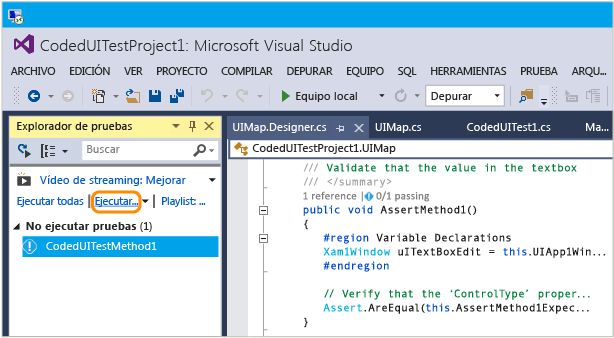 CodedUITestProject1: Microsoft Visual Studio
ARCHIVO EDICIÓN VER PROYECTO COMPILAR DEPURAR EQUIPO SQL HERRAMIENTAS PRUEBA ARQU...
Equipo local Depurar
Explorador de pruebas
Buscar
Vídeo de streaming: Mejorar
Ejecutar todas | Ejecutar... Playlist: ...
No ejecutar pruebas (1)
CodedUITestMethod1
UIMap.Designer.cs UIMap.cs CodedUITest1.cs Ma...
CodedUITestProject1.UIMap
/// Validate that the value in the textbox
/// </summary>
1 reference | 0/1 passing
public void AssertMethod1()
{
#region Variable Declarations
Xam1Window uITextBoxEdit = this.UIApp1Win...
#endregion
// Verify that the 'ControlType' proper...
Assert.AreEqual(this.AssertMethod1Expec...
}